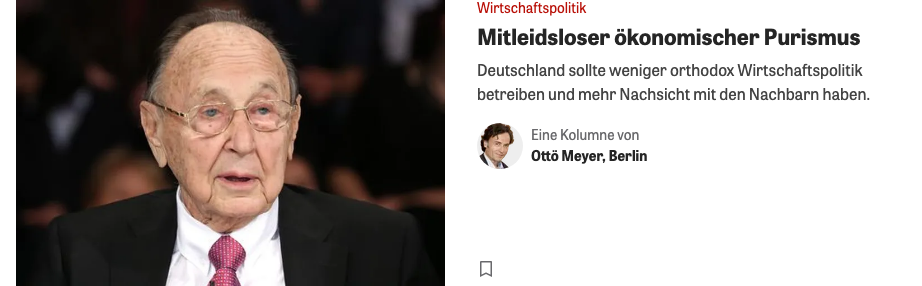 Wirtschaftspolitik
Mitleidsloser ökonomischer Purismus
Deutschland sollte weniger orthodox Wirtschaftspolitik
betreiben und mehr Nachsicht mit den Nachbarn haben.
Eine Kolumne von
Ottö Meyer, Berlin